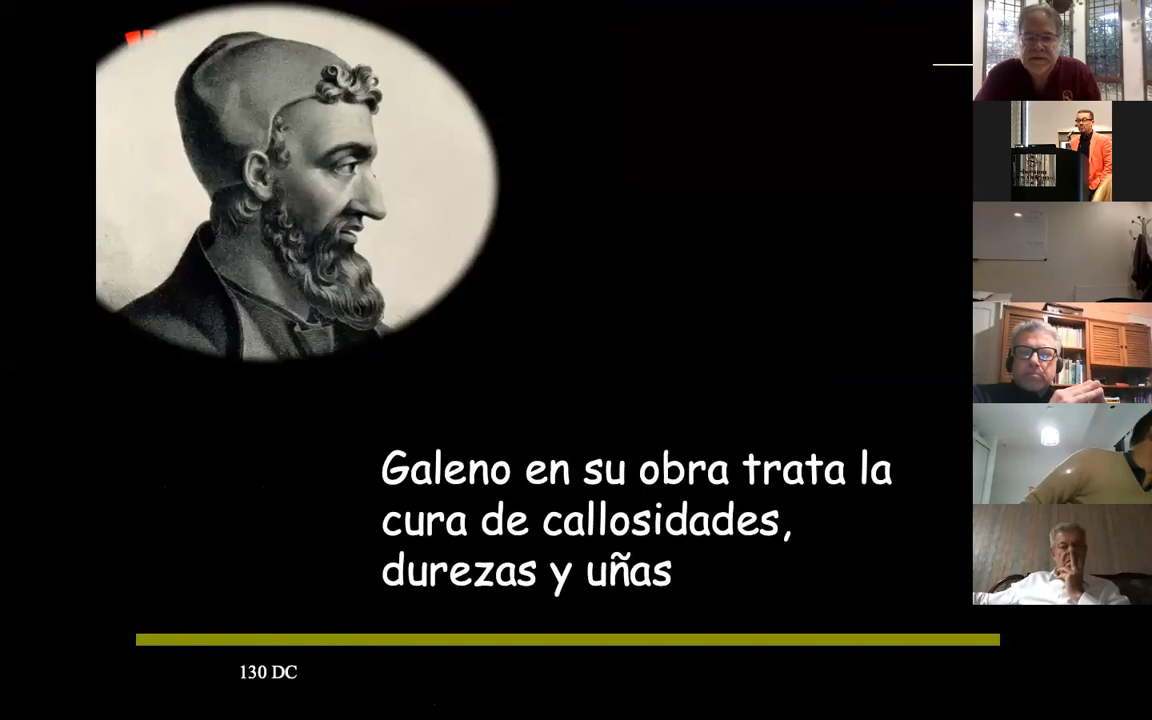 Galeno en su obra trata la
cura de callosidades,
durezas y uñas
130 DC